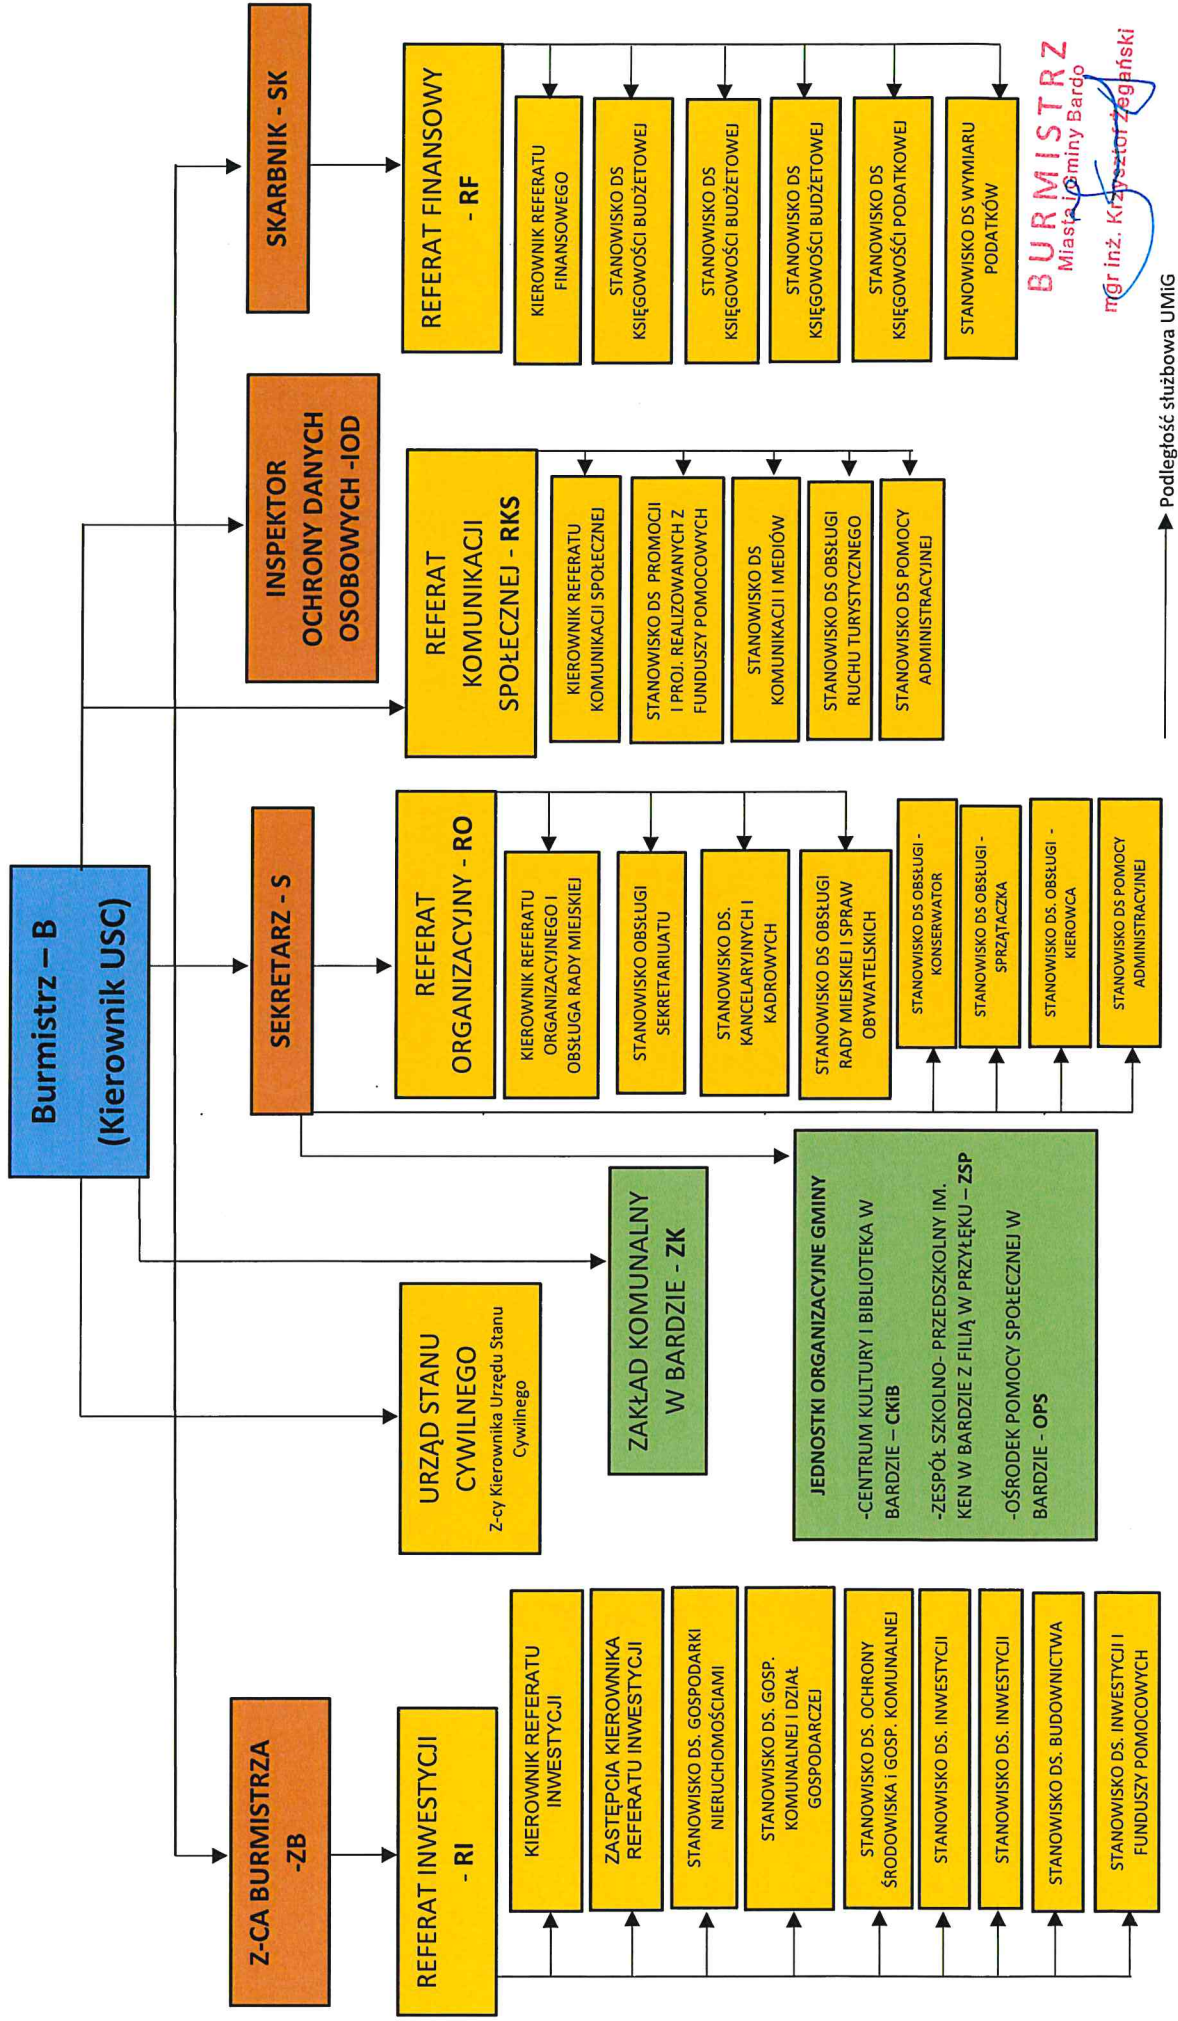 Burmistrz – B
(Kierownik USC)
Z-CA BURMISTRZA
-ZB
SEKRETARZ - S
INSPEKTOR
OCHRONY DANYCH
OSOBOWYCH -IOD
SKARBNIK - SK
REFERAT INWESTYCJI
- RI
KIEROWNIK REFERATU
INWESTYCJI
ZASTĘPCIA KIEROWNIKA
REFERATU INWESTYCJI
STANOWISKO DS. GOSPODARKI
NIERUCHOMOŚCIAMI
STANOWISKO DS. GOSP.
KOMUNALNEJ I DZIAŁ
GOSPODARCZEJ
STANOWISKO DS. OCHRONY
ŚRODOWISKA i GOSP. KOMUNALNEJ
STANOWISKO DS. INWESTYCJI
STANOWISKO DS. INWESTYCJI
STANOWISKO DS. BUDOWNICTWA
STANOWISKO DS. INWESTYCJI I
FUNDUSZY POMOCOWYCH
URZĄD STANU
CYWILNEGO
Z-cy Kierownika Urzędu Stanu
Cywilnego
ZAKŁAD KOMUNALNY
W BARDZIE - ZK
JEDNOSTKI ORGANIZACYJNE GMINY
-CENTRUM KULTURY I BIBLIOTEKA W
BARDZIE – CKiB
-ZESPÓŁ SZKOLNO- PRZEDSZKOLNY IM.
KEN W BARDZIE Z FILIĄ W PRZYŁĘKU – ZSP
-OŚRODEK POMOCY SPOŁECZNEJ W
BARDZIE - OPS
REFERAT
ORGANIZACYJNY - RO
KIEROWNIK REFERATU
ORGANIZACYJNEGO I
OBSŁUGA RADY MIEJSKIEJ
STANOWISKO OBSŁUGI
SEKRETARIUATU
STANOWISKO DS.
KANCELARYJNYCH I
KADROWYCH
STANOWISKO DS OBSŁUGI
RADY MIEJSKIEJ I SPRAW
OBYWATELSKICH
STANOWISKO DS OBSŁUGI -
KONSERWATOR
STANOWISKO DS OBSŁUGI -
SPRZĄTACZKA
STANOWISKO DS. OBSŁUGI -
KIEROWCA
STANOWISKO DS POMOCY
ADMINISTRACYJNEJ
REFERAT
KOMUNIKACJI
SPOŁECZNEJ - RKS
KIEROWNIK REFERATU
KOMUNIKACJI SPOŁECZNEJ
STANOWISKO DS PROMOCJI
I PROJ. REALIZOWANYCH Z
FUNDUSZY POMOCOWYCH
STANOWISKO DS
KOMUNIKACJI I MEDIÓW
STANOWISKO DS OBSŁUGI
RUCHU TURYSTYCZNEGO
STANOWISKO DS POMOCY
ADMINISTRACYJNEJ
REFERAT FINANSOWY
- RF
KIEROWNIK REFERATU
FINANSOWEGO
STANOWISKO DS
KSIĘGOWOŚCI BUDŻETOWEJ
STANOWISKO DS
KSIĘGOWOŚCI BUDŻETOWEJ
STANOWISKO DS
KSIĘGOWOŚCI BUDŻETOWEJ
STANOWISKO DS
KSIĘGOWOŚCI PODATKOWEJ
STANOWISKO DS WYMIARU
PODATKÓW
BURMISTRZ
Miasta i Gminy Bardo
mgr inż. Krzysztof Żegański
Podległość służbowa UMiG